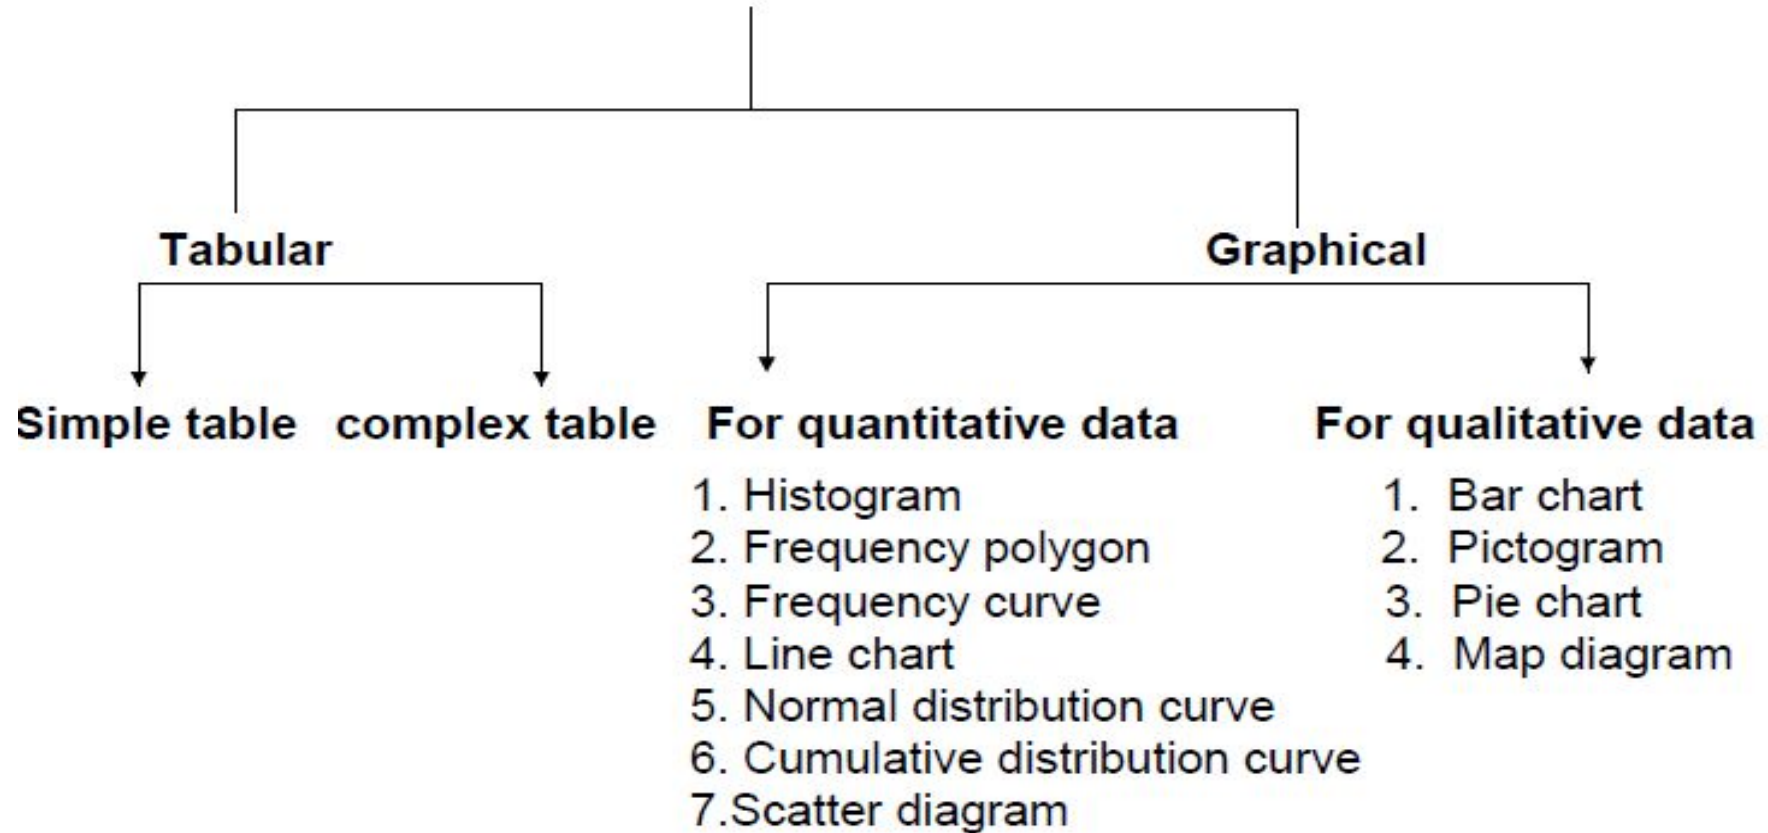 Tabular
Graphical
Simple table
complex table
For quantitative data
1. Histogram
2. Frequency polygon
3. Frequency curve
4. Line chart
5. Normal distribution curve
6. Cumulative distribution curve
7.Scatter diagram
For qualitative data
1. Bar chart
2. Pictogram
3. Pie chart
4. Map diagram